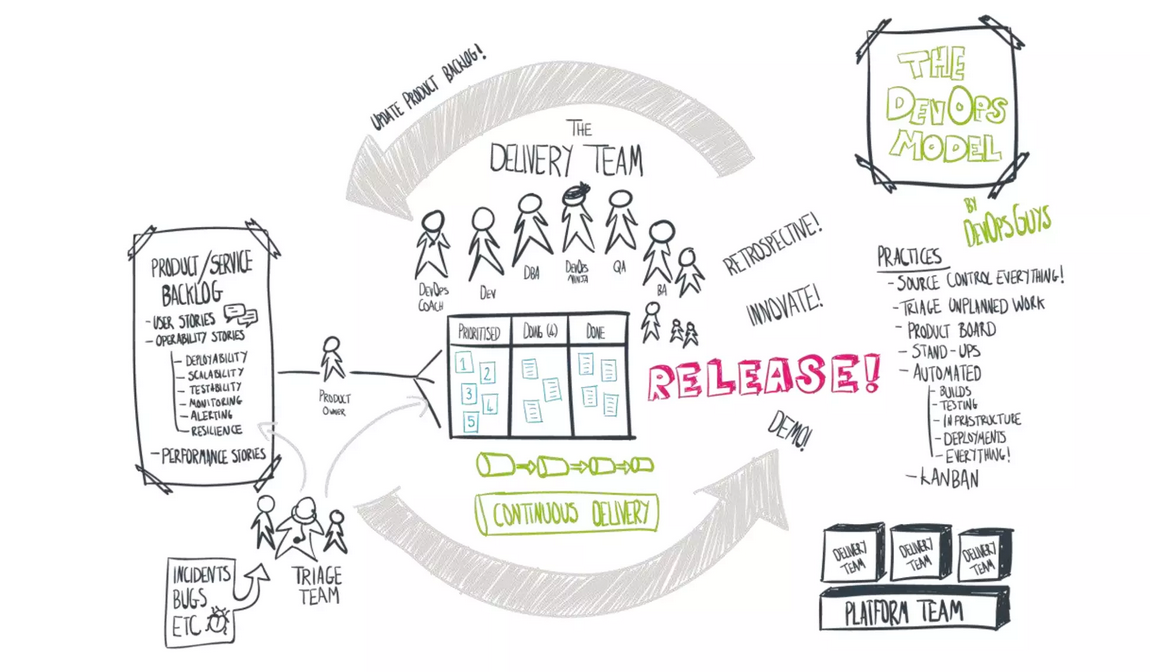 UPDATE PRODUCT BACKLOG!
THE
DELIVERY TEAM
THE
DEVOPS
MODEL
BY
DEVOPSGUYS
PRODUCT/SERVICE
BACKLOG
- USER STORIES
- OPERABILITY STORIES
- DEPLOYABILITY
- SCALABILITY
- TESTABILITY
- MONITORING
- ALERTING
- RESILIENCE
- PERFORMANCE STORIES
PRODUCT
OWNER
DEVOPS
COACH
DEV
DBA
DEVOPS
NINJA
QA
BA
PRIORITISED
DOING (4)
DONE
1
2
3
4
5
RETROSPECTIVE!
INNOVATE!
RELEASE!
DEMO!
CONTINUOUS DELIVERY
TRIAGE
TEAM
INCIDENTS
BUGS
ETC
PRACTICES
- SOURCE CONTROL EVERYTHING!
- TRIAGE UNPLANNED WORK
- PRODUCT BOARD
- STAND-UPS
- AUTOMATED
- BUILDS
- TESTING
- INFRASTRUCTURE
- DEPLOYMENTS
- EVERYTHING!
- KANBAN
DELIVERY
TEAM
DELIVERY
TEAM
DELIVERY
TEAM
PLATFORM TEAM